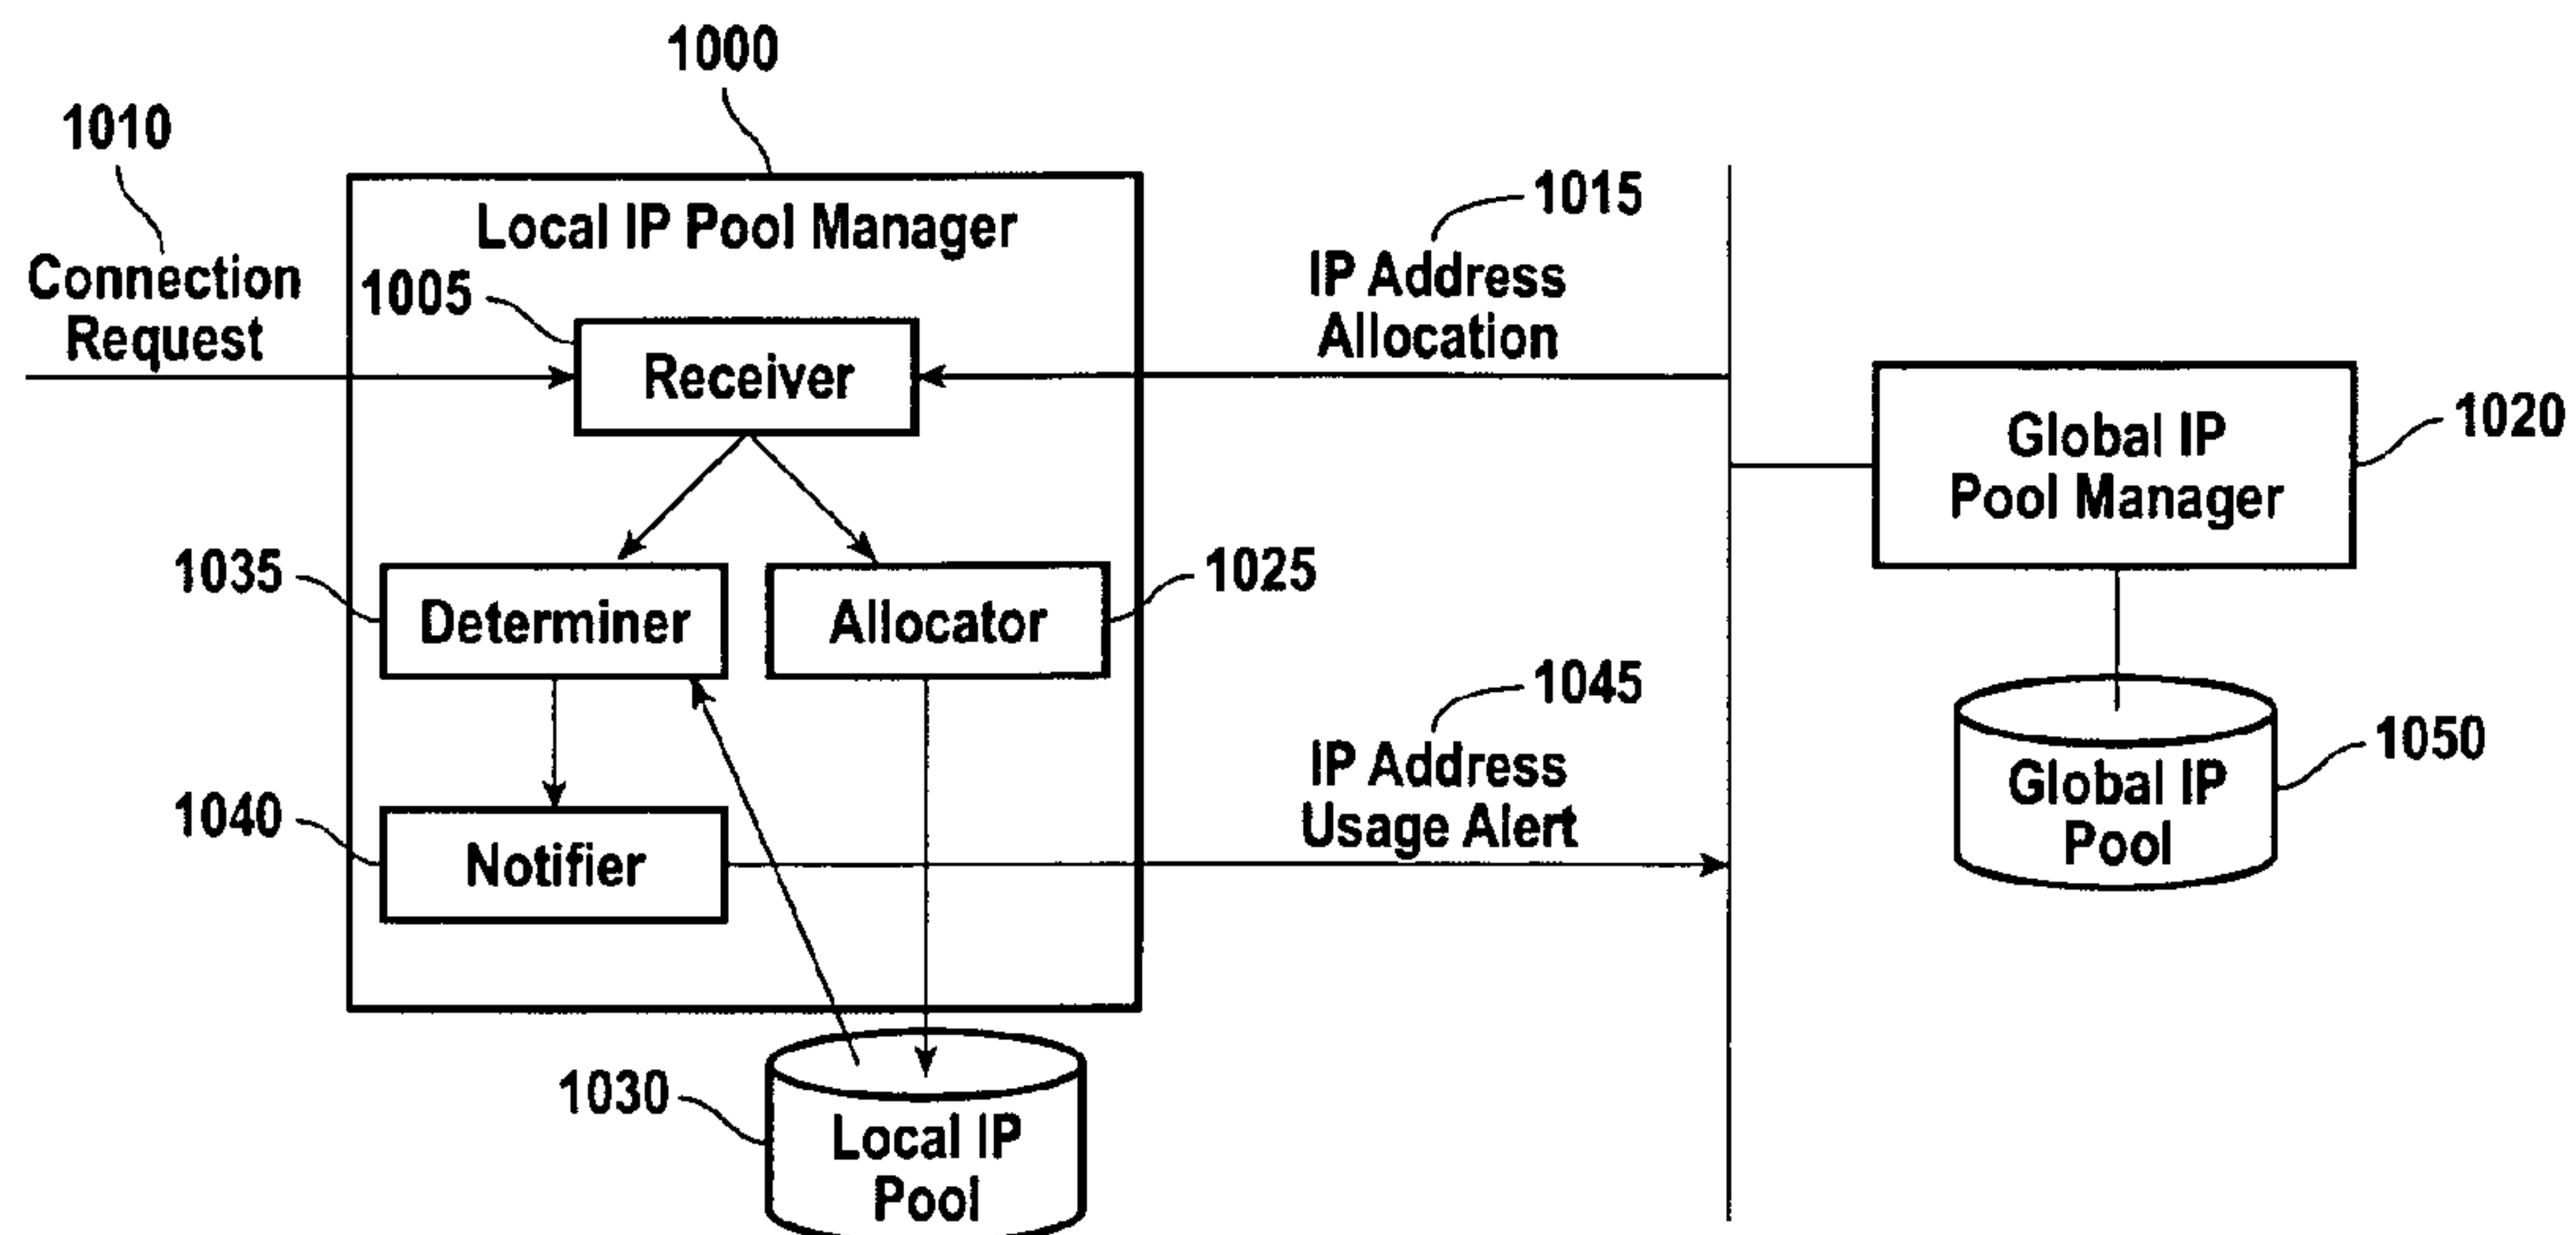 1000
1010
Local IP Pool Manager
Connection
Request
1005
Receiver
1015
IP Address
Allocation
Global IP
Pool Manager
1020
1035
Determiner
Allocator
1025
1045
IP Address
Usage Alert
Global IP
Pool
1050
1040
Notifier
1030
Local IP
Pool